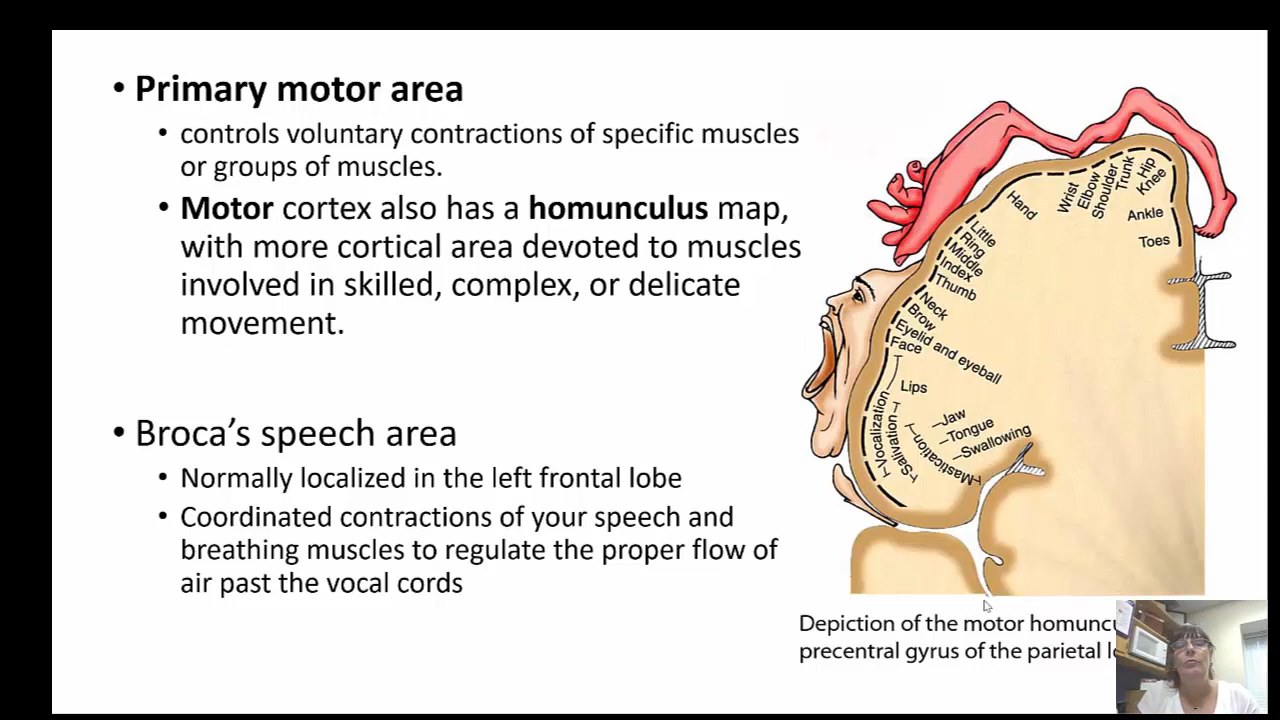 • Primary motor area
• controls voluntary contractions of specific muscles
or groups of muscles.
• Motor cortex also has a homunculus map,
with more cortical area devoted to muscles
involved in skilled, complex, or delicate
movement.
• Broca’s speech area
• Normally localized in the left frontal lobe
• Coordinated contractions of your speech and
breathing muscles to regulate the proper flow of
air past the vocal cords
Toes
Ankle
Knee
Hip
Trunk
Shoulder
Elbow
Wrist
Hand
Little
Ring
Middle
Index
Thumb
Neck
Brow
Eyelid and eyeball
Face
Lips
Vocalization
Salivation
Mastication
Jaw
Tongue
Swallowing
Depiction of the motor homuncu
precentral gyrus of the parietal